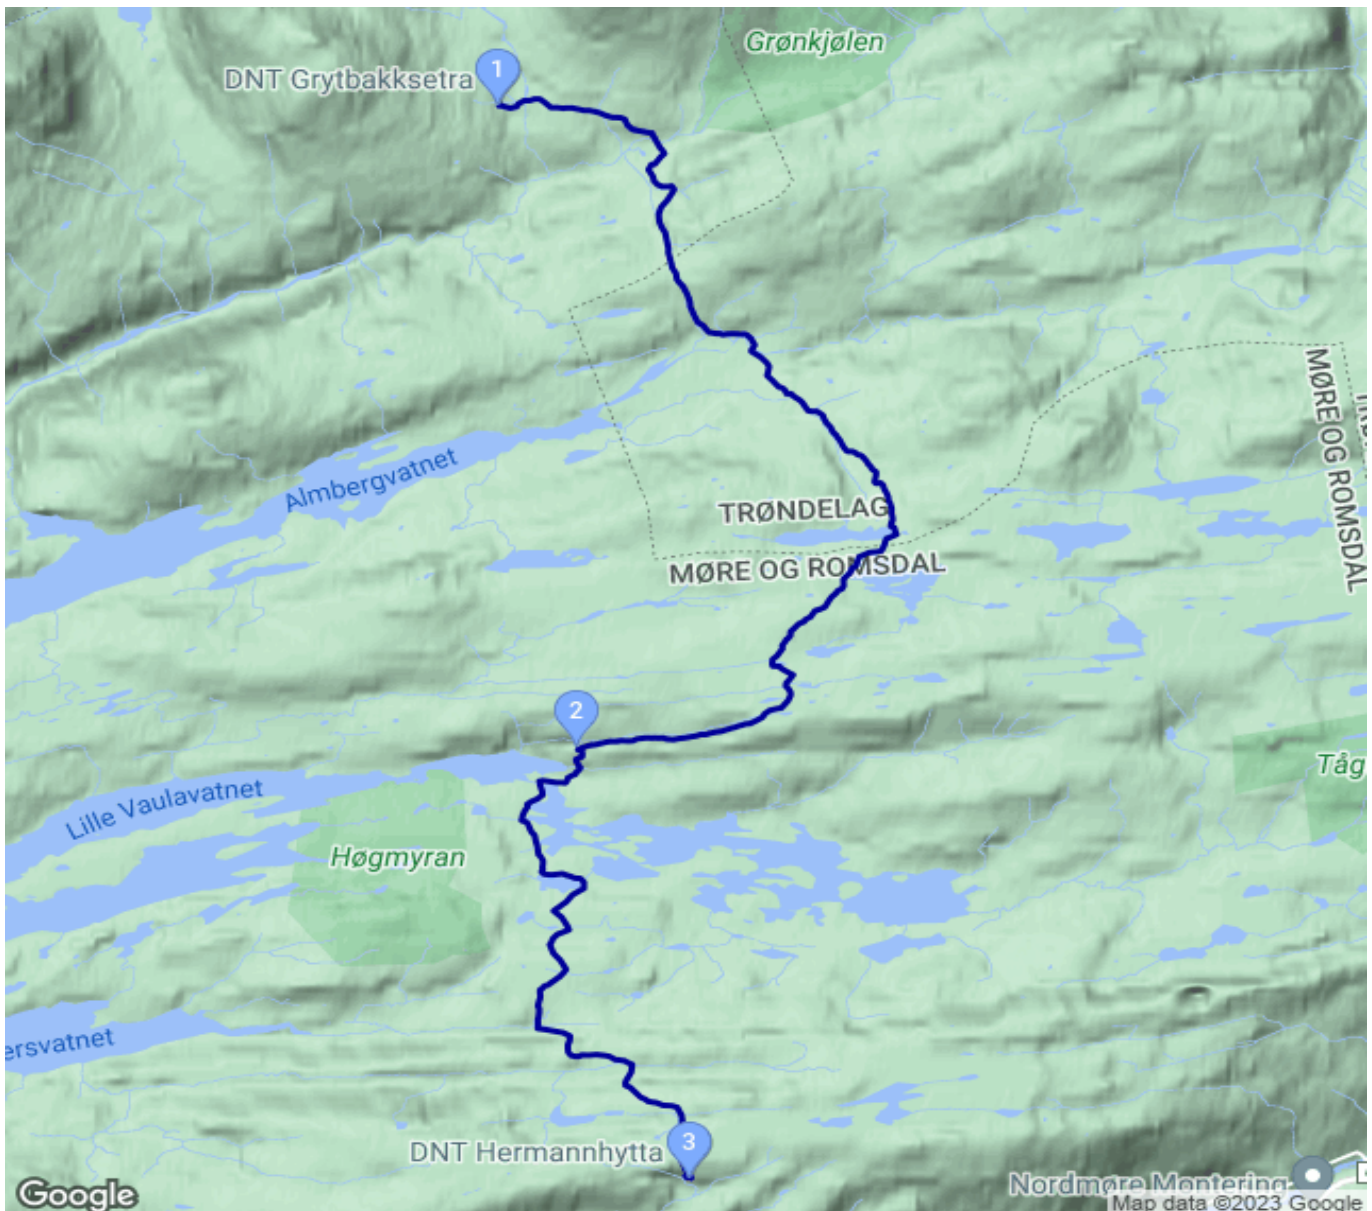 Grønkjølen
1
DNT Grytbakksetra
MØRE OG ROMSDAL
Almbergvatnet
TRØNDELAG
MØRE OG ROMSDAL
2
Tåg
Lille Vaulavatnet
Høgmyran
ersvatnet
3
DNT Hermannhytta
Nordmøre Montering
Google
Map data ©2023 Google